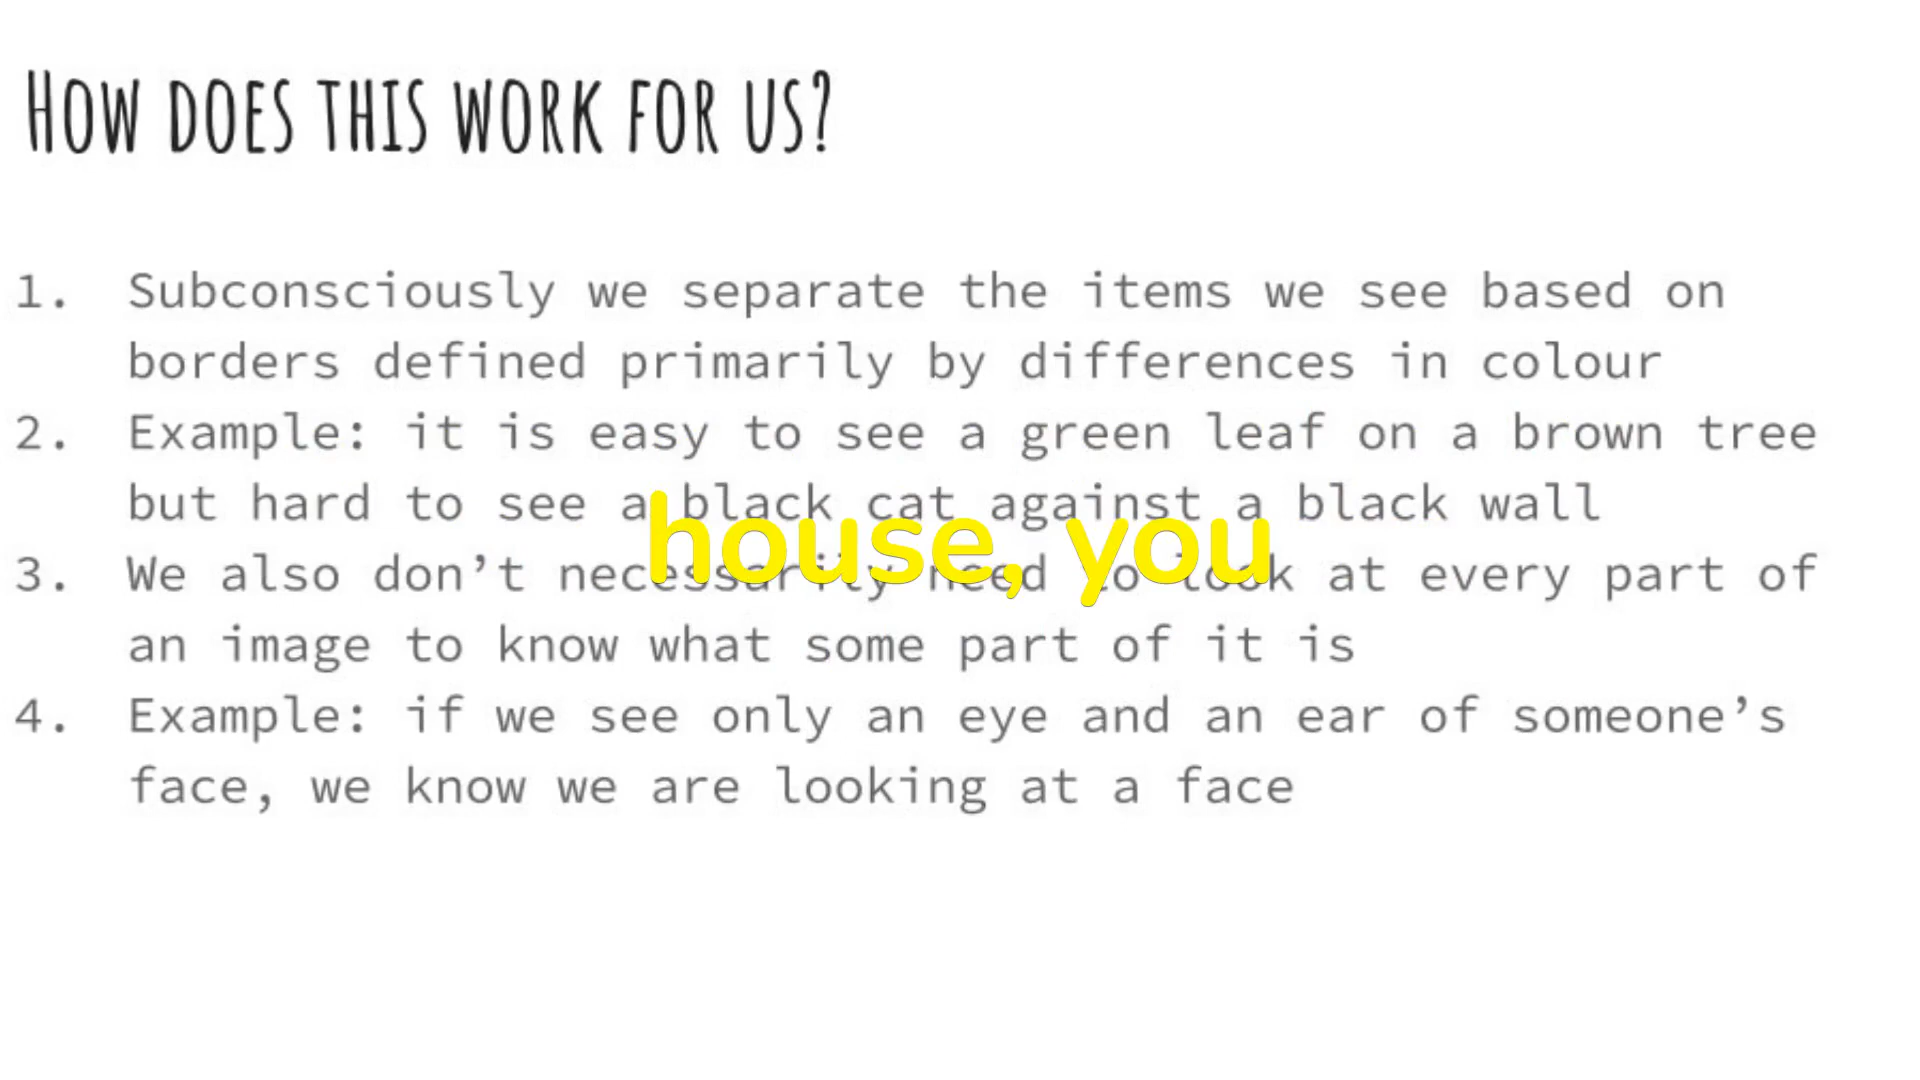 How does this work for us?
1. Subconsciously we separate the items we see based on
borders defined primarily by differences in colour
2. Example: it is easy to see a green leaf on a brown tree
but hard to see a black cat against a black wall
house, you
3. We also don’t necessarily need to look at every part of
an image to know what some part of it is
4. Example: if we see only an eye and an ear of someone’s
face, we know we are looking at a face